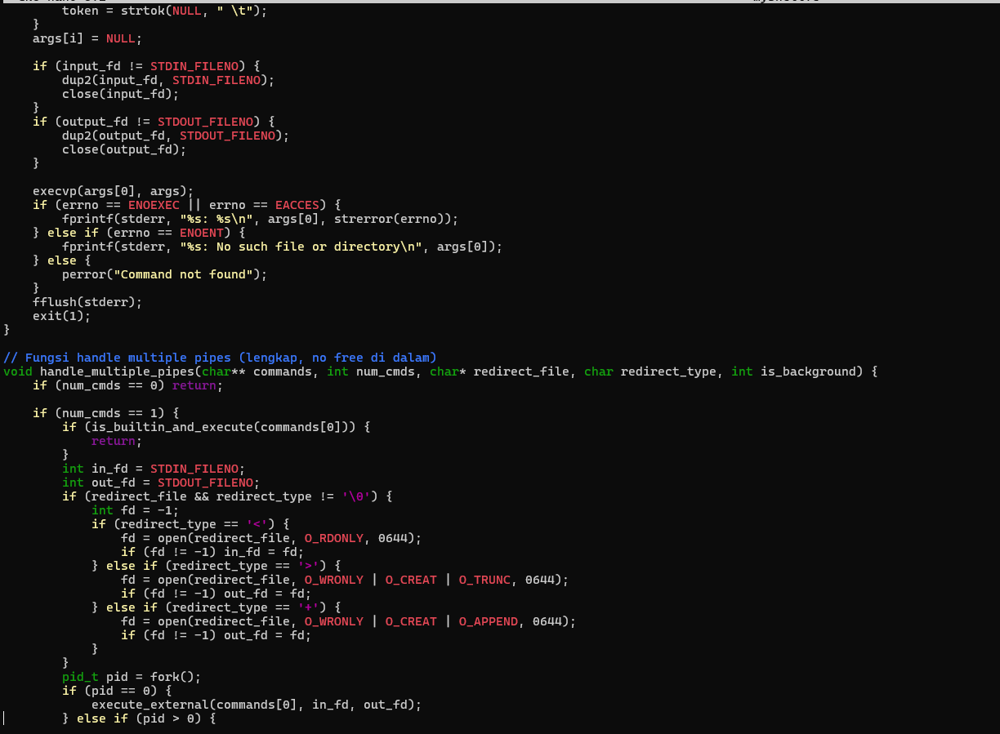 token = strtok(NULL, " \t");
    }
    args[i] = NULL;

    if (input_fd != STDIN_FILENO) {
        dup2(input_fd, STDIN_FILENO);
        close(input_fd);
    }
    if (output_fd != STDOUT_FILENO) {
        dup2(output_fd, STDOUT_FILENO);
        close(output_fd);
    }

    execvp(args[0], args);
    if (errno == ENOEXEC || errno == EACCES) {
        fprintf(stderr, "%s: %s\n", args[0], strerror(errno));
    } else if (errno == ENOENT) {
        fprintf(stderr, "%s: No such file or directory\n", args[0]);
    } else {
        perror("Command not found");
    }
    fflush(stderr);
    exit(1);
}

// Fungsi handle multiple pipes (lengkap, no free di dalam)
void handle_multiple_pipes(char** commands, int num_cmds, char* redirect_file, char redirect_type, int is_background) {
    if (num_cmds == 0) return;

    if (num_cmds == 1) {
        if (is_builtin_and_execute(commands[0])) {
            return;
        }
        int in_fd = STDIN_FILENO;
        int out_fd = STDOUT_FILENO;
        if (redirect_file && redirect_type != '\0') {
            int fd = -1;
            if (redirect_type == '<') {
                fd = open(redirect_file, O_RDONLY, 0644);
                if (fd != -1) in_fd = fd;
            } else if (redirect_type == '>') {
                fd = open(redirect_file, O_WRONLY | O_CREAT | O_TRUNC, 0644);
                if (fd != -1) out_fd = fd;
            } else if (redirect_type == '+') {
                fd = open(redirect_file, O_WRONLY | O_CREAT | O_APPEND, 0644);
                if (fd != -1) out_fd = fd;
            }
        }
        pid_t pid = fork();
        if (pid == 0) {
            execute_external(commands[0], in_fd, out_fd);
        } else if (pid > 0) {